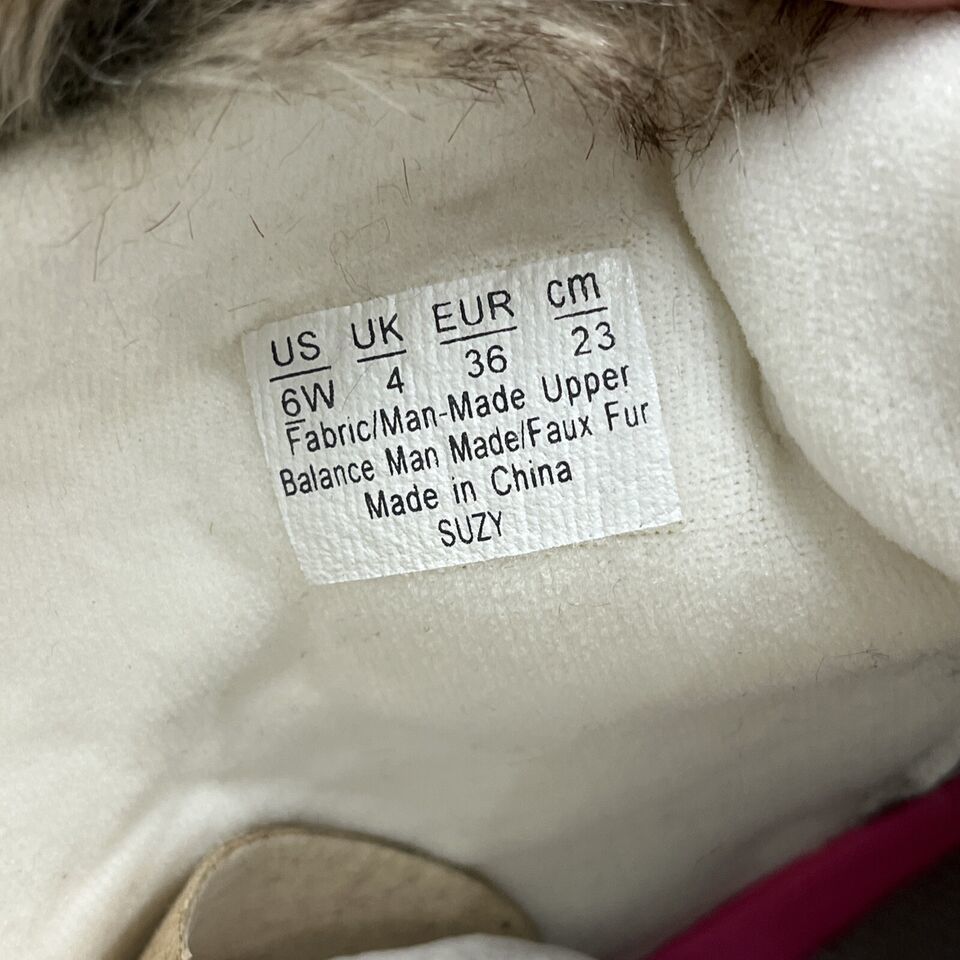 US UK EUR cm
6W 4 36 23
Fabric/Man-Made Upper
Balance Man Made/Faux Fur
Made in China
SUZY